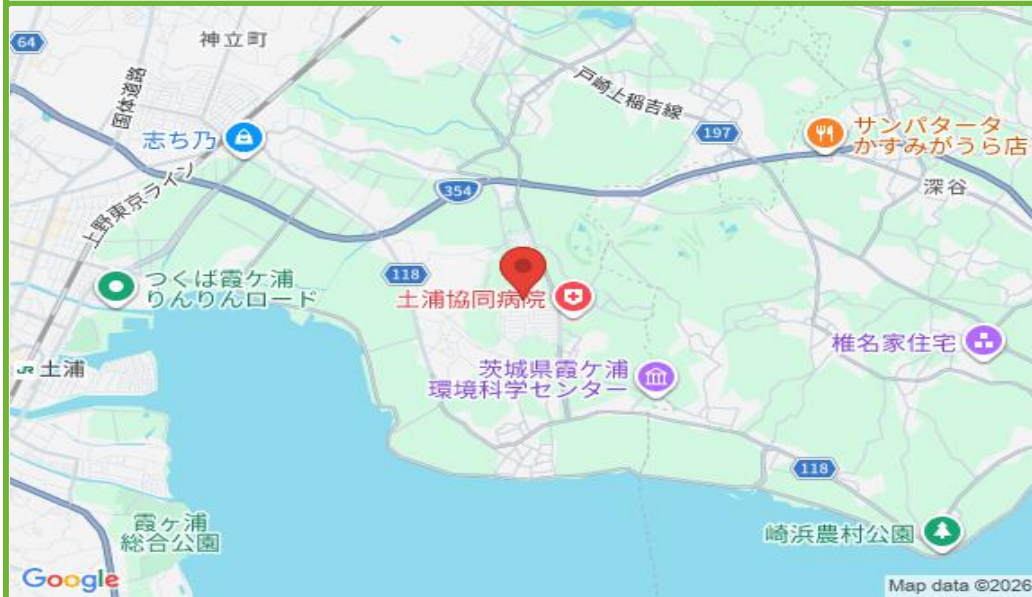 64
神立町
国体道路
戸崎上稲吉線
志ち乃
197
サンパタータ
かすみがうら店
354
深谷
上野東京ライン
つくば霞ケ浦
りんりんロード
118
土浦協同病院
JR 土浦
茨城県霞ケ浦
環境科学センター
椎名家住宅
118
霞ヶ浦
総合公園
崎浜農村公園
Google
Map data ©2026